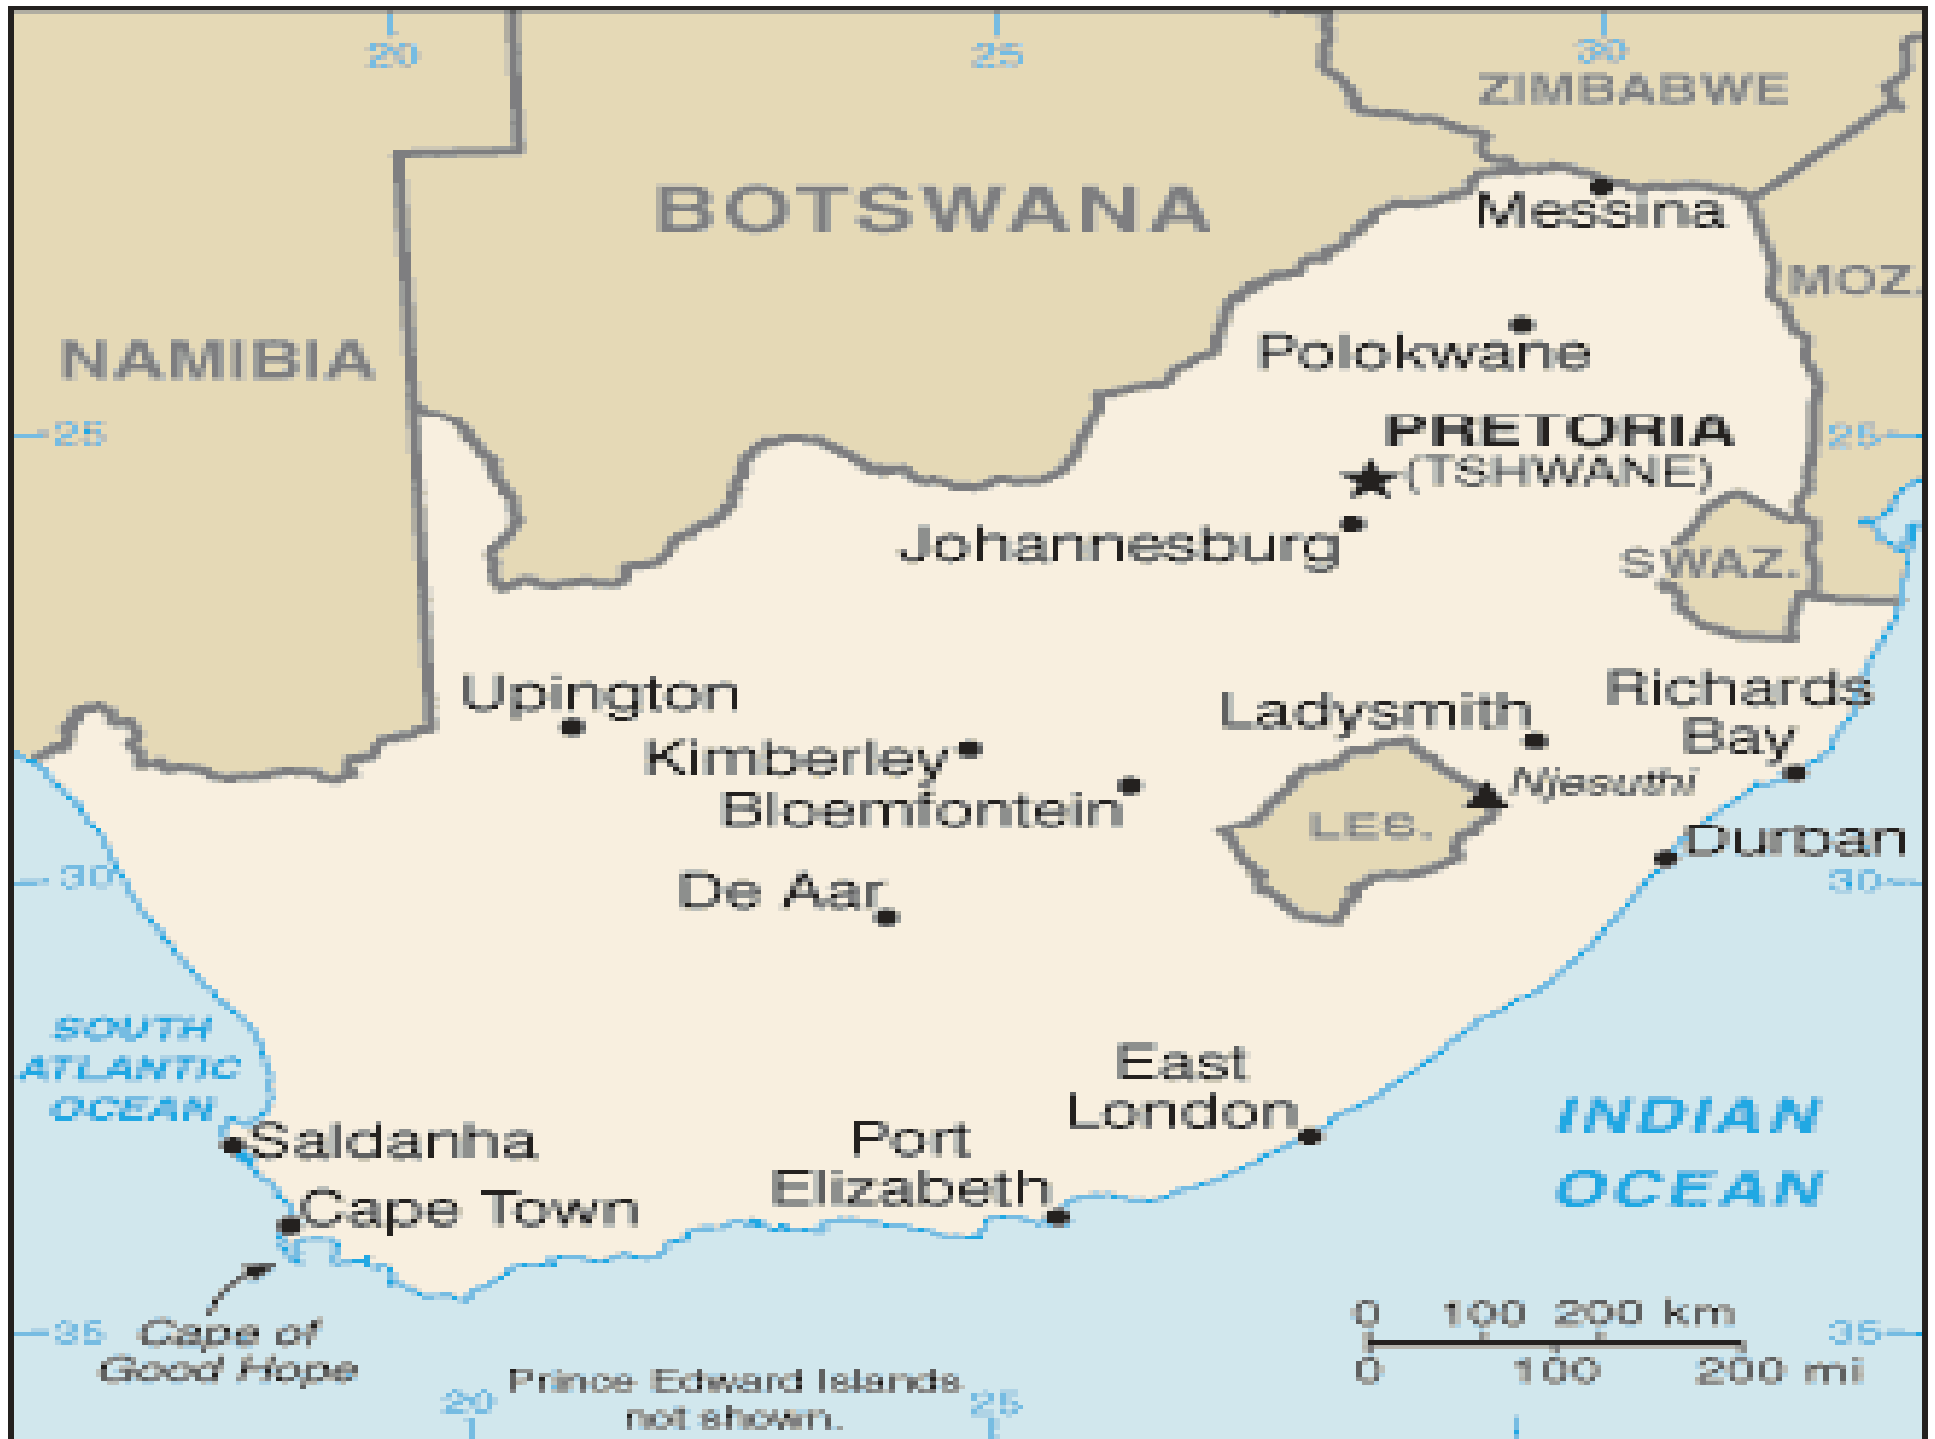 20
25
30
ZIMBABWE
BOTSWANA
Messina
MOZ.
NAMIBIA
Polokwane
25
PRETORIA
25
(TSHWANE)
Johannesburg
SWAZ.
Upington
Ladysmith
Richards
Bay
Kimberley
Njesuthi
Bloemfontein
LES.
Durban
30
De Aar
30
SOUTH
ATLANTIC
OCEAN
East
London
INDIAN
OCEAN
Saldanha
Port
Elizabeth
Cape Town
Cape of
Good Hope
0 100 200 km
0 100 200 mi
35
35
Prince Edward Islands
not shown.
20
25